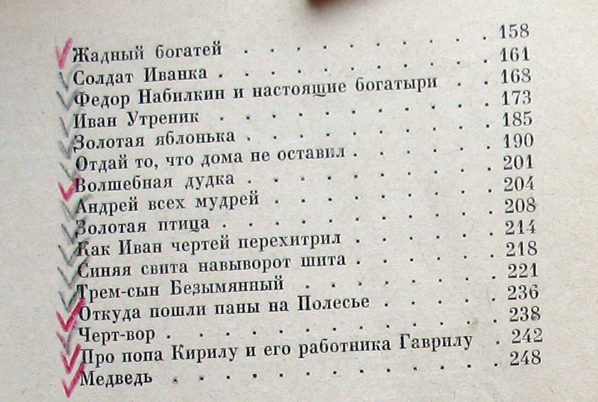 Жадный богатей . . . . . . . . . 158
Солдат Иванка . . . . . . . . . 161
Федор Набилкин и настоящие богатыри . . 168
Иван Утреник . . . . . . . . . 173
Золотая яблонька . . . . . . . . . 185
Отдай то, что дома не оставил . . . . . 190
Волшебная дудка . . . . . . . . . 201
Андрей всех мудрей . . . . . . . . 204
Золотая птица . . . . . . . . . 208
Как Иван чертей перехитрил . . . . . 214
Синяя свита навыворот шита . . . . . 218
Трем-сын Безымянный . . . . . . . 221
Откуда пошли паны на Полесье . . . . 236
Черт-вор . . . . . . . . . . . 238
Про попа Кирилу и его работника Гаврилу . 242
Медведь . . . . . . . . . . . 248